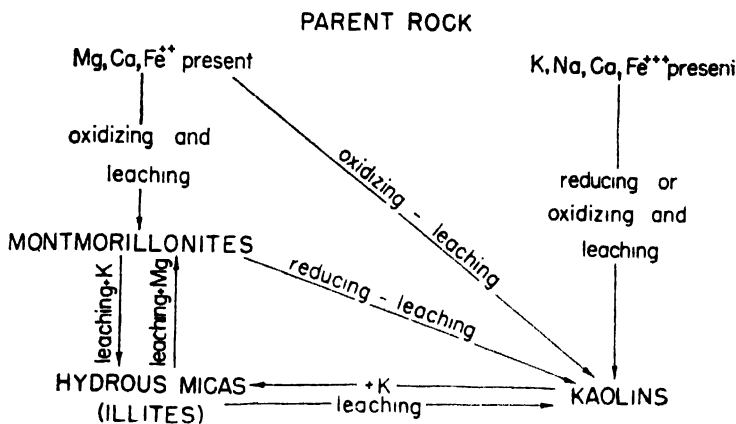 PARENT ROCK
Mg, Ca, Fe++ present
K, Na, Ca, Fe+++ present
oxidizing and
leaching
oxidizing - leaching
reducing or
oxidizing and
leaching
MONTMORILLONITES
reducing - leaching
leaching+K
leaching+Mg
HYDROUS MICAS
(ILLITES)
+K
leaching
KAOLINS